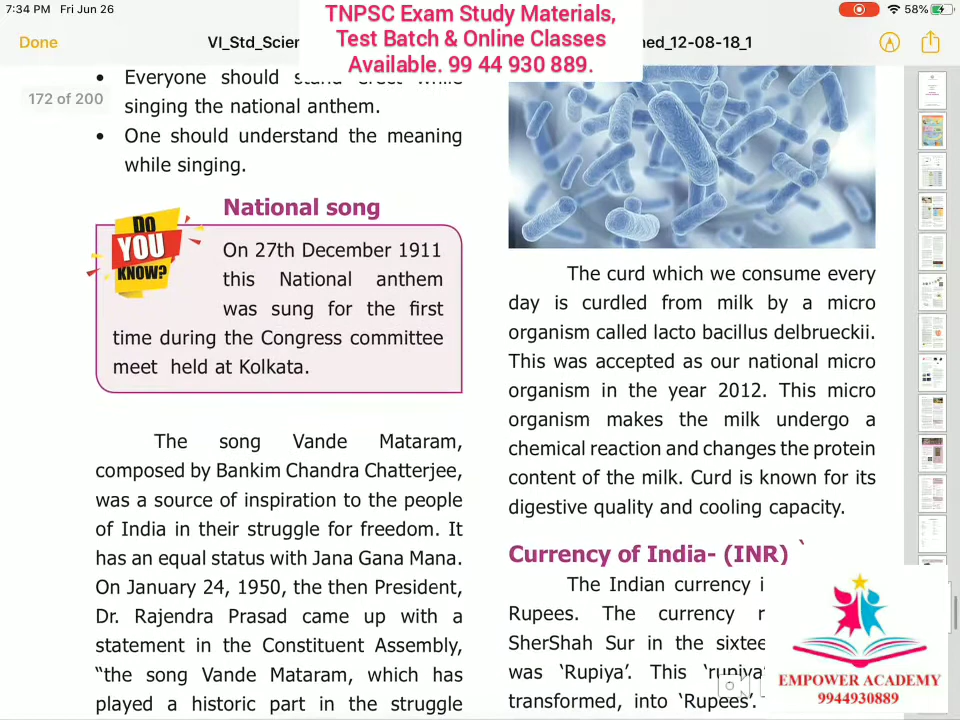 7:34 PM Fri Jun 26
58%
TNPSC Exam Study Materials,
Test Batch & Online Classes
Available. 99 44 930 889.
Done
VI_Std_Scien
ned_12-08-18_1
172 of 200
• Everyone should stand erect while
singing the national anthem.
• One should understand the meaning
while singing.
National song
DO
YOU
KNOW?
On 27th December 1911
this National anthem
was sung for the first
time during the Congress committee
meet held at Kolkata.
The song Vande Mataram,
composed by Bankim Chandra Chatterjee,
was a source of inspiration to the people
of India in their struggle for freedom. It
has an equal status with Jana Gana Mana.
On January 24, 1950, the then President,
Dr. Rajendra Prasad came up with a
statement in the Constituent Assembly,
“the song Vande Mataram, which has
played a historic part in the struggle
The curd which we consume every
day is curdled from milk by a micro
organism called lacto bacillus delbrueckii.
This was accepted as our national micro
organism in the year 2012. This micro
organism makes the milk undergo a
chemical reaction and changes the protein
content of the milk. Curd is known for its
digestive quality and cooling capacity.
Currency of India- (INR) `
The Indian currency i
Rupees. The currency r
SherShah Sur in the sixtee
was ‘Rupiya’. This ‘rupiya’
transformed, into ‘Rupees’.
EMPOWER ACADEMY
9944930889